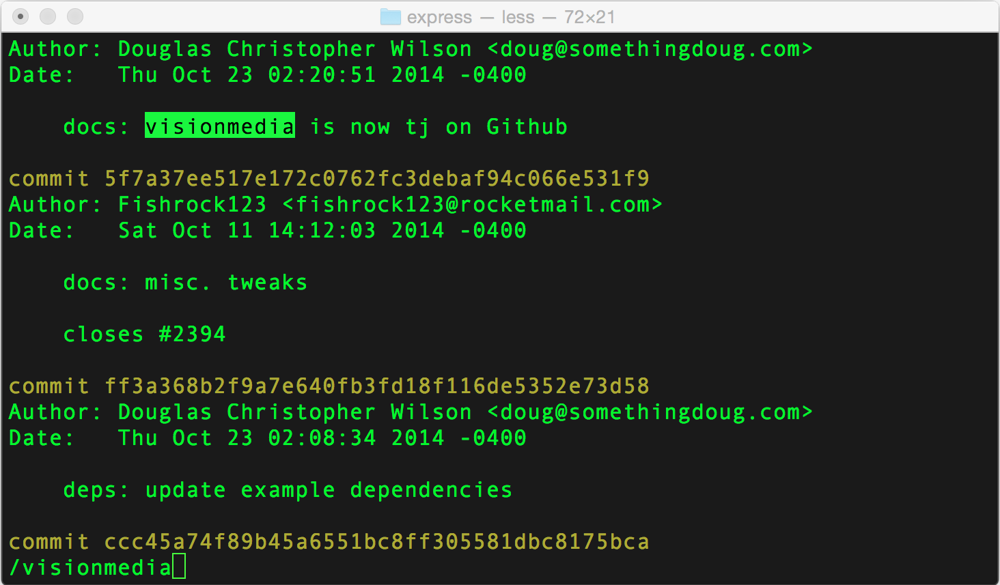 express — less — 72×21
Author: Douglas Christopher Wilson <doug@somethingdoug.com>
Date:   Thu Oct 23 02:20:51 2014 -0400
docs: visionmedia is now tj on Github
commit 5f7a37ee517e172c0762fc3debaf94c066e531f9
Author: Fishrock123 <fishrock123@rocketmail.com>
Date:   Sat Oct 11 14:12:03 2014 -0400
docs: misc. tweaks
closes #2394
commit ff3a368b2f9a7e640fb3fd18f116de5352e73d58
Author: Douglas Christopher Wilson <doug@somethingdoug.com>
Date:   Thu Oct 23 02:08:34 2014 -0400
deps: update example dependencies
commit ccc45a74f89b45a6551bc8ff305581dbc8175bca
/visionmedia